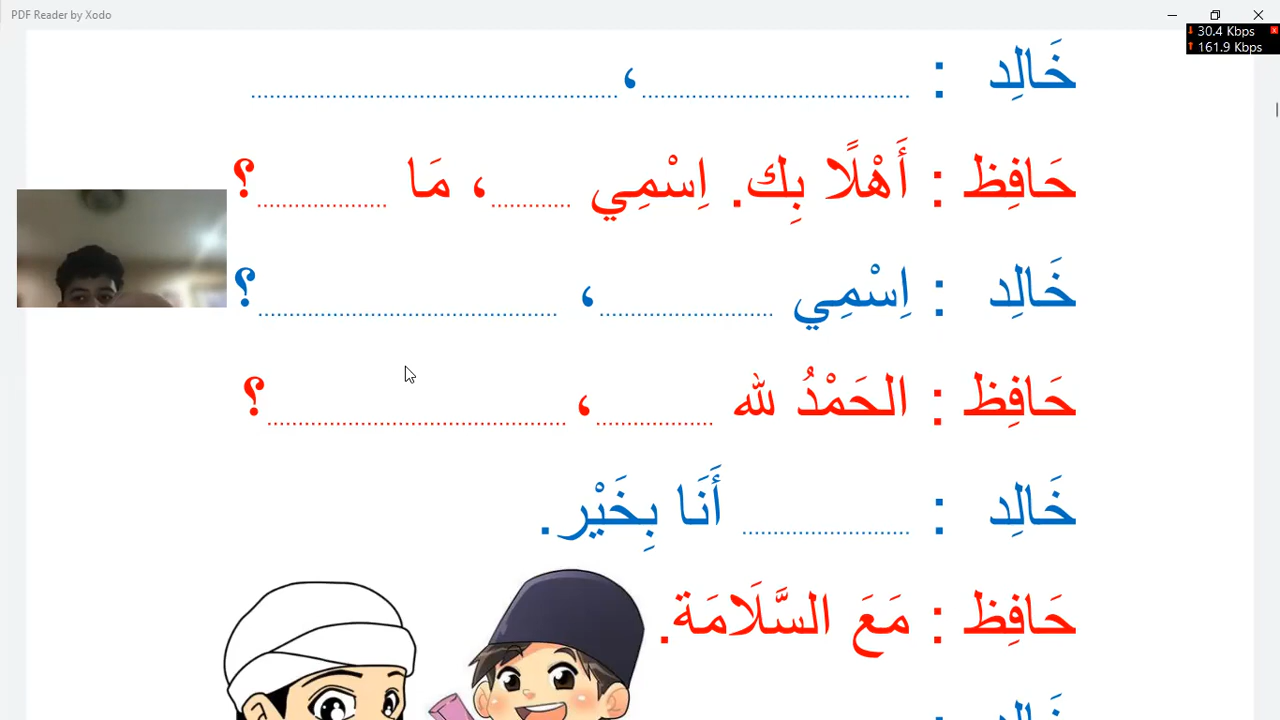 PDF Reader by Xodo
30.4 Kbps
161.9 Kbps
خَالِد : ..............................، ..............................
حَافِظ : أَهْلًا بِك. اِسْمِي ..........، مَا ..............؟
خَالِد : اِسْمِي ....................، ..............................؟
حَافِظ : الحَمْدُ لله .............، ..............................؟
خَالِد : .................... أَنَا بِخَيْر.
حَافِظ : مَعَ السَّلَامَة.